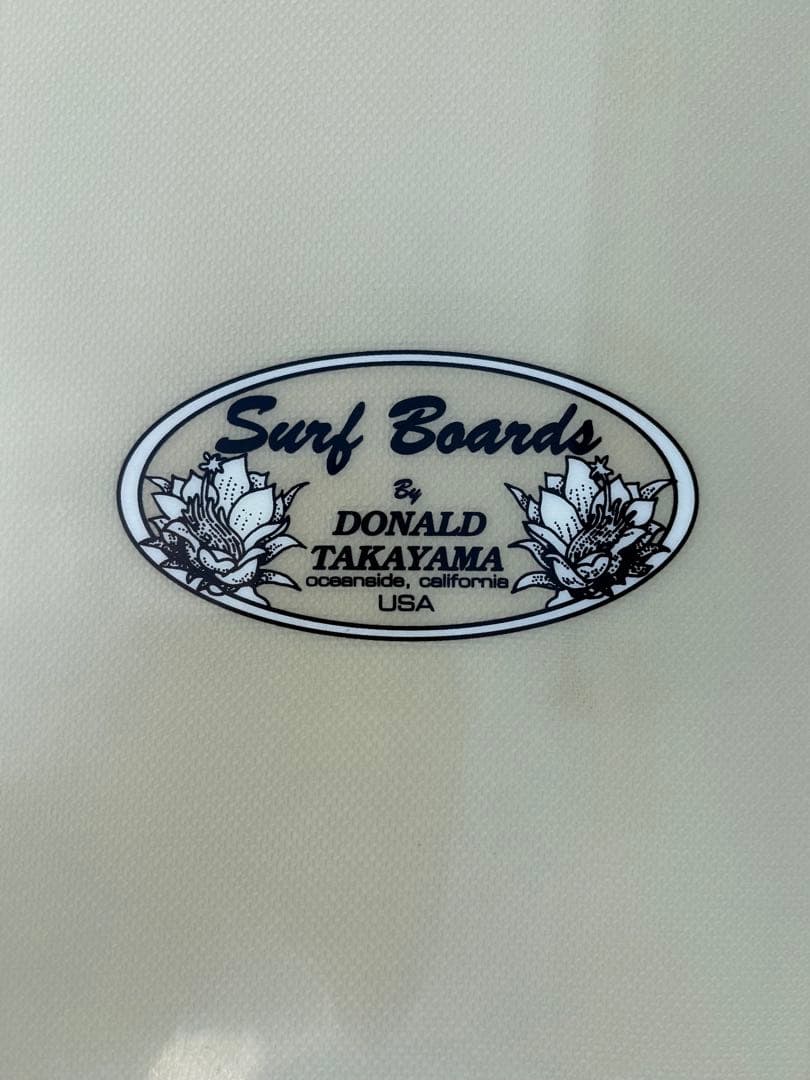 Surf Boards
By
DONALD
TAKAYAMA
oceanside, california
USA